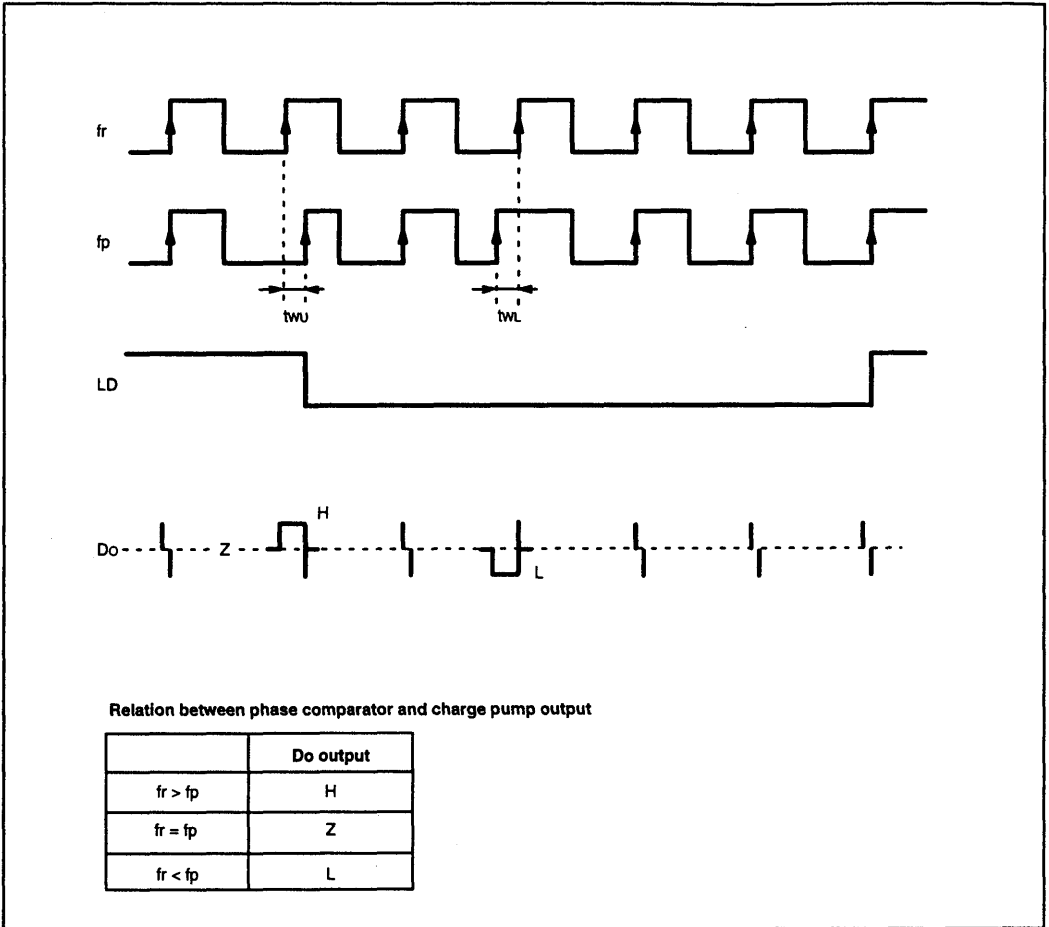 fr
fp
twU
twL
LD
H
Do
Z
L
Relation between phase comparator and charge pump output
Do output
fr > fp H
fr = fp Z
fr < fp L